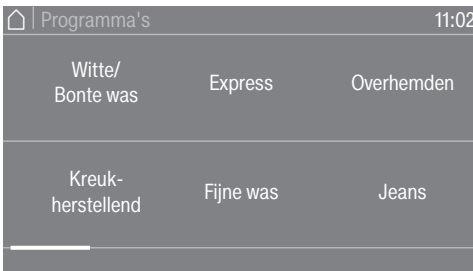 Programma's 11:02
Witte/
Bonte was
Express
Overhemden
Kreuk-
herstellend
Fijne was
Jeans